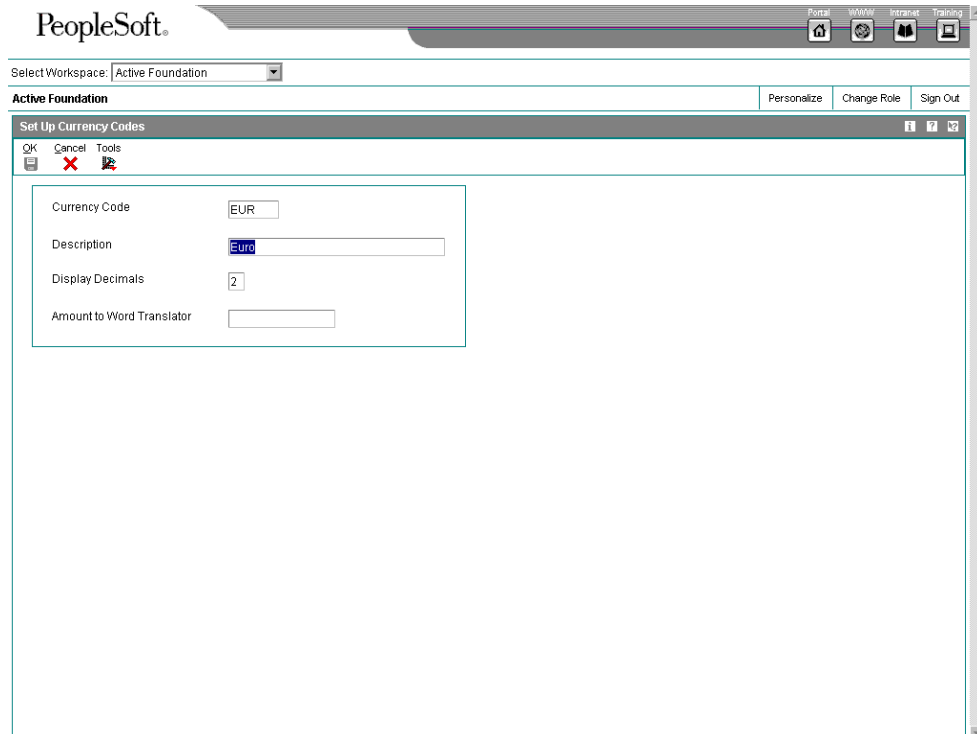 PeopleSoft®
Portal WWW Intranet Training
Select Workspace: Active Foundation
Active Foundation Personalize Change Role Sign Out
Set Up Currency Codes
OK Cancel Tools
Currency Code EUR
Description Euro
Display Decimals 2
Amount to Word Translator